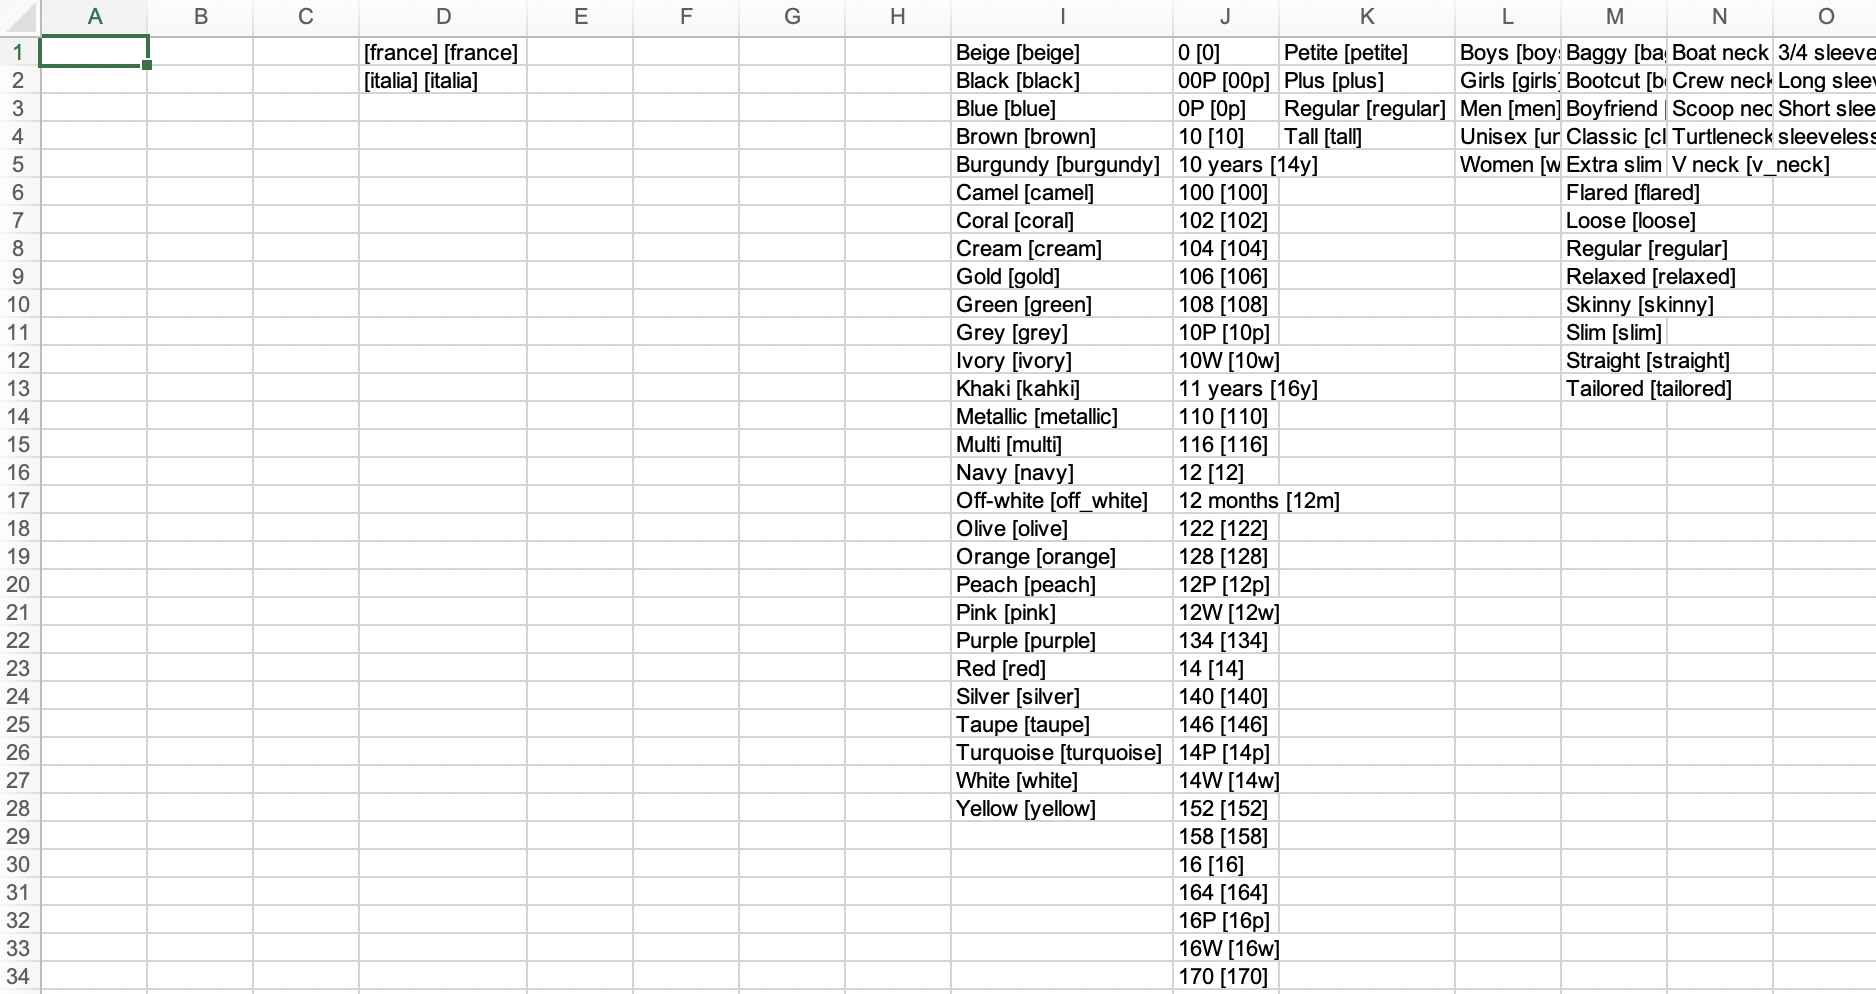 A B C D E F G H I J K L M N O
1 [france] [france] Beige [beige] 0 [0] Petite [petite] Boys [boys Baggy [ba Boat neck 3/4 sleeve
2 [italia] [italia] Black [black] 00P [00p] Plus [plus] Girls [girls] Bootcut [b Crew neck Long slee
3 Blue [blue] 0P [0p] Regular [regular] Men [men] Boyfriend [ Scoop nec Short slee
4 Brown [brown] 10 [10] Tall [tall] Unisex [un Classic [cl Turtleneck sleeveless
5 Burgundy [burgundy] 10 years [14y] Women [w Extra slim V neck [v_neck]
6 Camel [camel] 100 [100] Flared [flared]
7 Coral [coral] 102 [102] Loose [loose]
8 Cream [cream] 104 [104] Regular [regular]
9 Gold [gold] 106 [106] Relaxed [relaxed]
10 Green [green] 108 [108] Skinny [skinny]
11 Grey [grey] 10P [10p] Slim [slim]
12 Ivory [ivory] 10W [10w] Straight [straight]
13 Khaki [kahki] 11 years [16y] Tailored [tailored]
14 Metallic [metallic] 110 [110]
15 Multi [multi] 116 [116]
16 Navy [navy] 12 [12]
17 Off-white [off_white] 12 months [12m]
18 Olive [olive] 122 [122]
19 Orange [orange] 128 [128]
20 Peach [peach] 12P [12p]
21 Pink [pink] 12W [12w]
22 Purple [purple] 134 [134]
23 Red [red] 14 [14]
24 Silver [silver] 140 [140]
25 Taupe [taupe] 146 [146]
26 Turquoise [turquoise] 14P [14p]
27 White [white] 14W [14w]
28 Yellow [yellow] 152 [152]
29 158 [158]
30 16 [16]
31 164 [164]
32 16P [16p]
33 16W [16w]
34 170 [170]